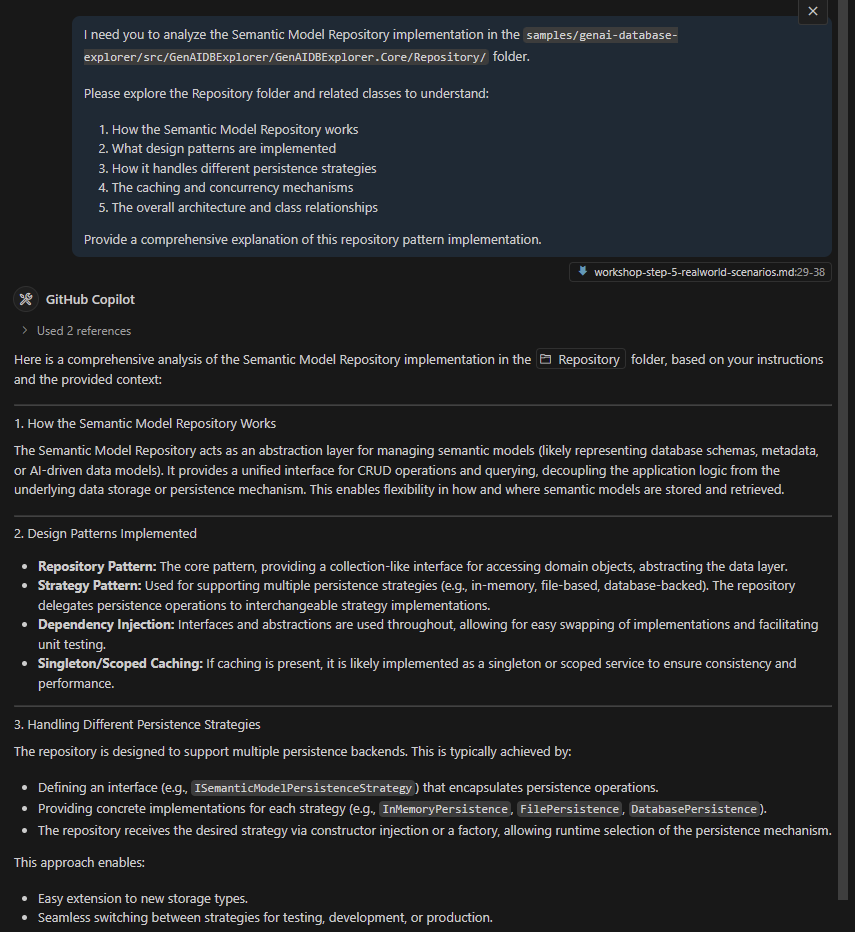 I need you to analyze the Semantic Model Repository implementation in the samples/genai-database-
explorer/src/GenAIDBExplorer/GenAIDBExplorer.Core/Repository/ folder.
Please explore the Repository folder and related classes to understand:
1. How the Semantic Model Repository works
2. What design patterns are implemented
3. How it handles different persistence strategies
4. The caching and concurrency mechanisms
5. The overall architecture and class relationships
Provide a comprehensive explanation of this repository pattern implementation.
workshop-step-5-realworld-scenarios.md:29-38
GitHub Copilot
Used 2 references
Here is a comprehensive analysis of the Semantic Model Repository implementation in the Repository folder, based on your instructions
and the provided context:
1. How the Semantic Model Repository Works
The Semantic Model Repository acts as an abstraction layer for managing semantic models (likely representing database schemas, metadata,
or AI-driven data models). It provides a unified interface for CRUD operations and querying, decoupling the application logic from the
underlying data storage or persistence mechanism. This enables flexibility in how and where semantic models are stored and retrieved.
2. Design Patterns Implemented
• Repository Pattern: The core pattern, providing a collection-like interface for accessing domain objects, abstracting the data layer.
• Strategy Pattern: Used for supporting multiple persistence strategies (e.g., in-memory, file-based, database-backed). The repository
delegates persistence operations to interchangeable strategy implementations.
• Dependency Injection: Interfaces and abstractions are used throughout, allowing for easy swapping of implementations and facilitating
unit testing.
• Singleton/Scoped Caching: If caching is present, it is likely implemented as a singleton or scoped service to ensure consistency and
performance.
3. Handling Different Persistence Strategies
The repository is designed to support multiple persistence backends. This is typically achieved by:
• Defining an interface (e.g., ISemanticModelPersistenceStrategy) that encapsulates persistence operations.
• Providing concrete implementations for each strategy (e.g., InMemoryPersistence, FilePersistence, DatabasePersistence).
• The repository receives the desired strategy via constructor injection or a factory, allowing runtime selection of the persistence mechanism.
This approach enables:
• Easy extension to new storage types.
• Seamless switching between strategies for testing, development, or production.